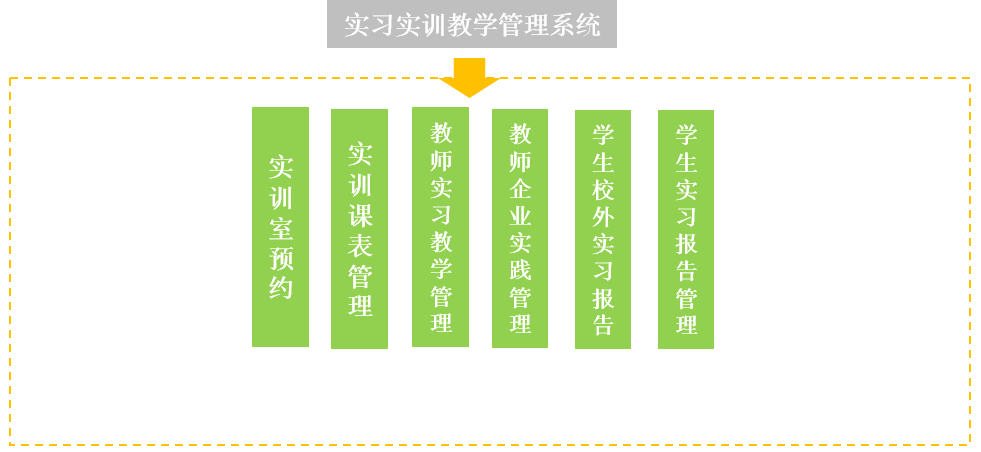 实习实训教学管理系统
实训室预约
实训课表管理
教师实习教学管理
教师企业实践管理
学生校外实习报告
学生实习报告管理